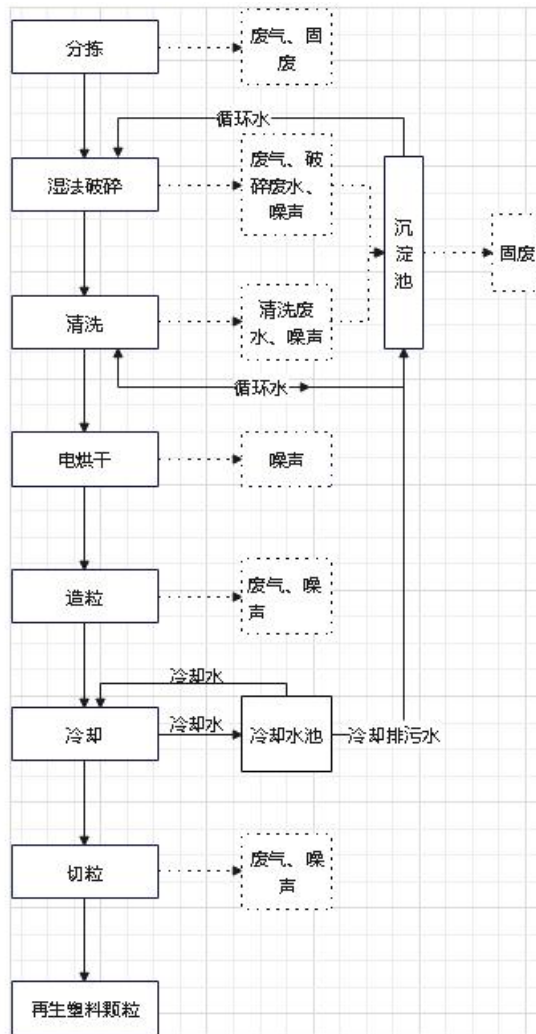 分拣
废气、固
废
循环水
湿法破碎
废气、破
碎废水、
噪声
沉
淀
池
固废
清洗
清洗废
水、噪声
循环水
电烘干
噪声
造粒
废气、噪
声
冷却水
冷却
冷却水
冷却水池
冷却排污水
切粒
废气、噪
声
再生塑料颗粒